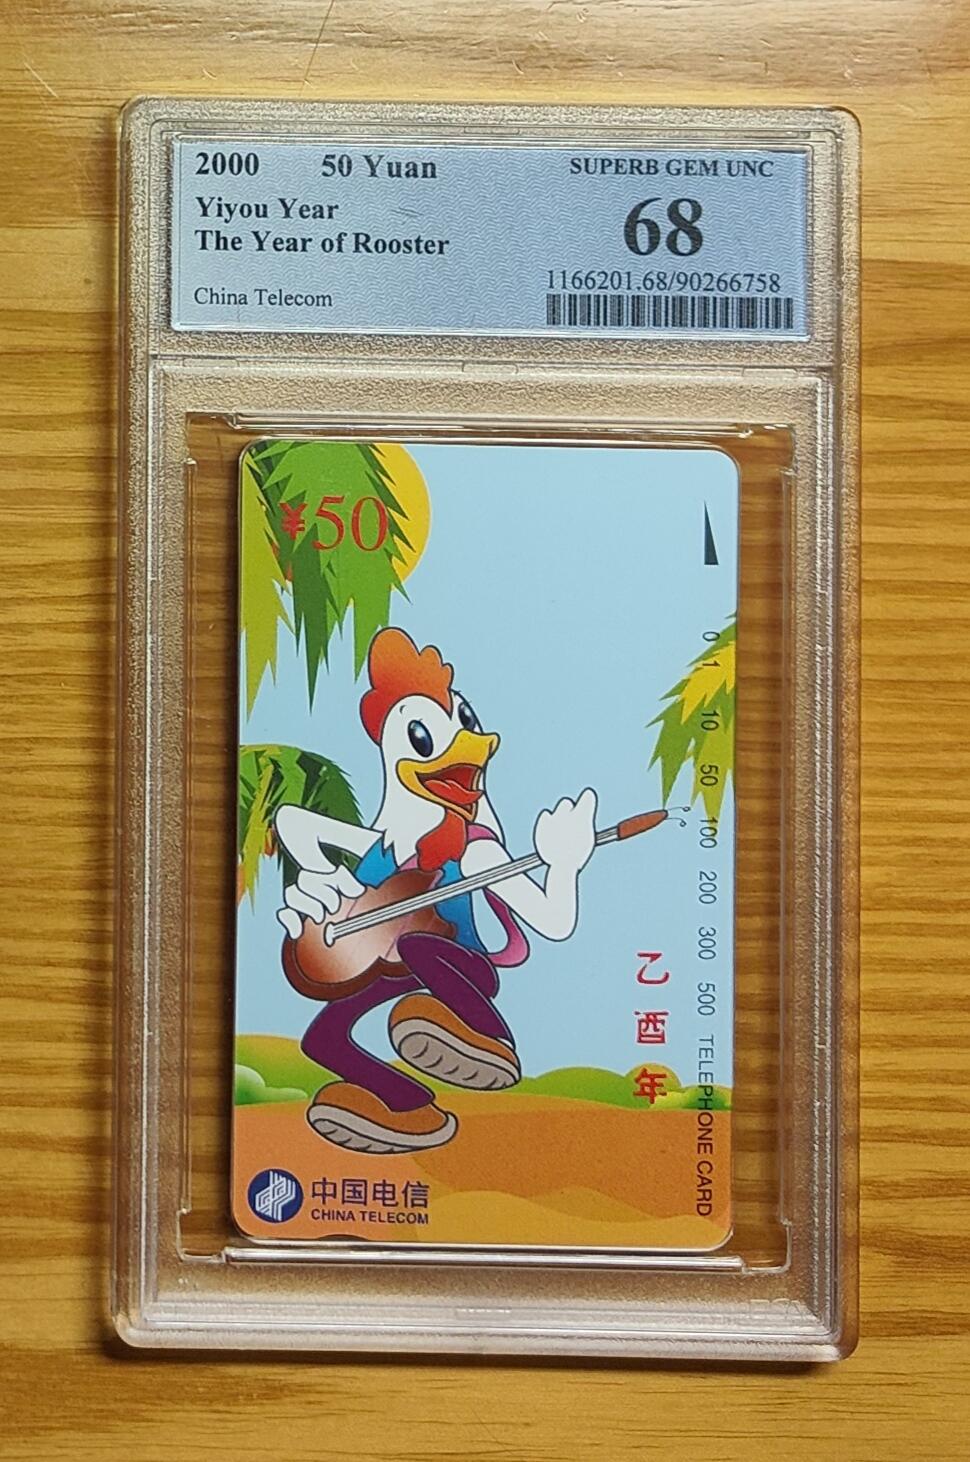 2000 50 Yuan
SUPERB GEM UNC
Yiyou Year
68
The Year of Rooster
1166201.68/90266758
China Telecom
¥50
0 1 10 50 100 200 300 500 TELEPHONE CARD
乙酉年
中国电信
CHINA TELECOM